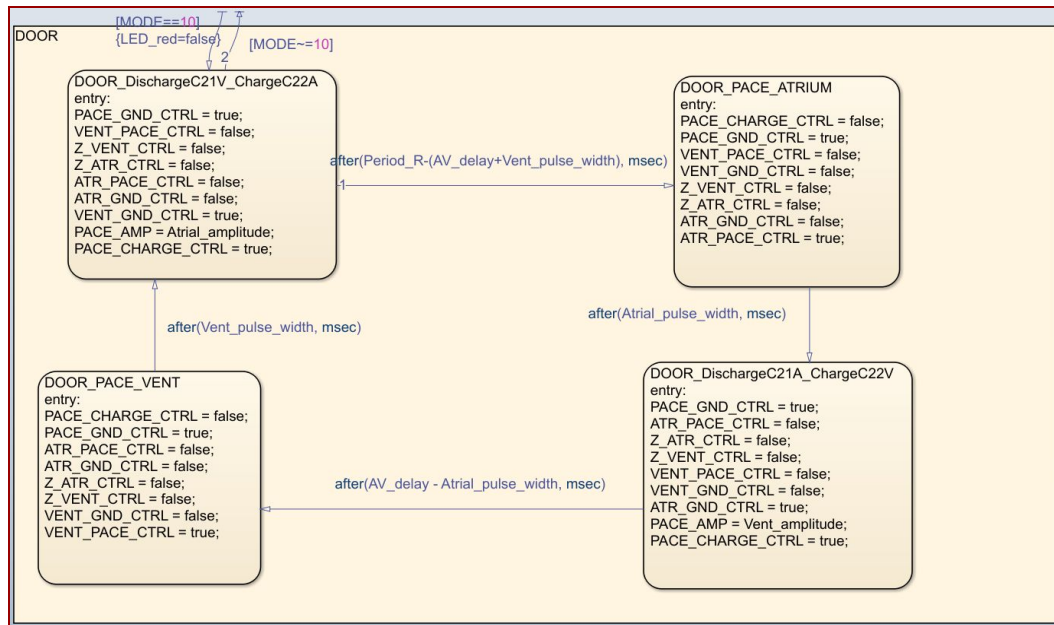 [MODE==10]
{LED_red=false}
[MODE~=10]
2
DOOR
DOOR_DischargeC21V_ChargeC22A
entry:
PACE_GND_CTRL = true;
VENT_PACE_CTRL = false;
Z_VENT_CTRL = false;
Z_ATR_CTRL = false;
ATR_PACE_CTRL = false;
ATR_GND_CTRL = false;
VENT_GND_CTRL = true;
PACE_AMP = Atrial_amplitude;
PACE_CHARGE_CTRL = true;
after(Period_R-(AV_delay+Vent_pulse_width), msec)
1
DOOR_PACE_ATRIUM
entry:
PACE_CHARGE_CTRL = false;
PACE_GND_CTRL = true;
VENT_PACE_CTRL = false;
VENT_GND_CTRL = false;
Z_VENT_CTRL = false;
Z_ATR_CTRL = false;
ATR_GND_CTRL = false;
ATR_PACE_CTRL = true;
after(Atrial_pulse_width, msec)
after(Vent_pulse_width, msec)
DOOR_PACE_VENT
entry:
PACE_CHARGE_CTRL = false;
PACE_GND_CTRL = true;
ATR_PACE_CTRL = false;
ATR_GND_CTRL = false;
Z_ATR_CTRL = false;
Z_VENT_CTRL = false;
VENT_GND_CTRL = false;
VENT_PACE_CTRL = true;
after(AV_delay - Atrial_pulse_width, msec)
DOOR_DischargeC21A_ChargeC22V
entry:
PACE_GND_CTRL = true;
ATR_PACE_CTRL = false;
Z_ATR_CTRL = false;
Z_VENT_CTRL = false;
VENT_PACE_CTRL = false;
VENT_GND_CTRL = false;
ATR_GND_CTRL = true;
PACE_AMP = Vent_amplitude;
PACE_CHARGE_CTRL = true;